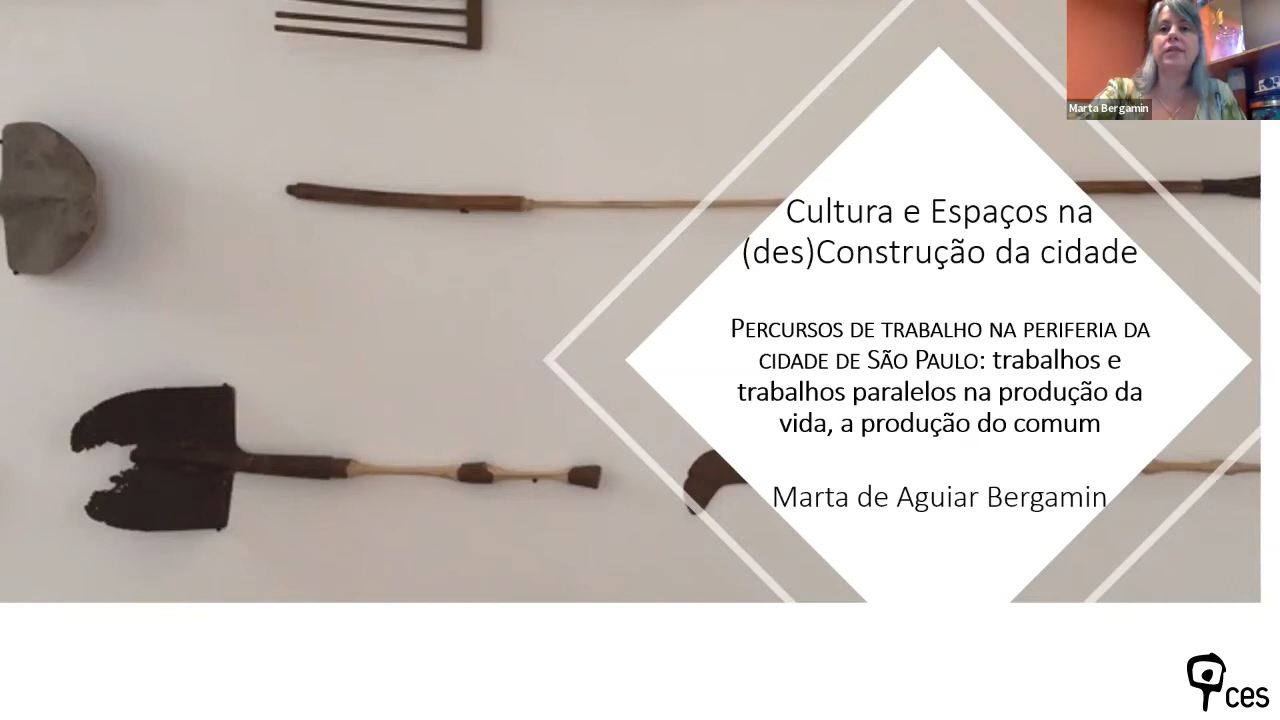 Marta Bergamin
Cultura e Espaços na
(des)Construção da cidade
PERCURSOS DE TRABALHO NA PERIFERIA DA
CIDADE DE SÃO PAULO: trabalhos e
trabalhos paralelos na produção da
vida, a produção do comum
Marta de Aguiar Bergamin
ces